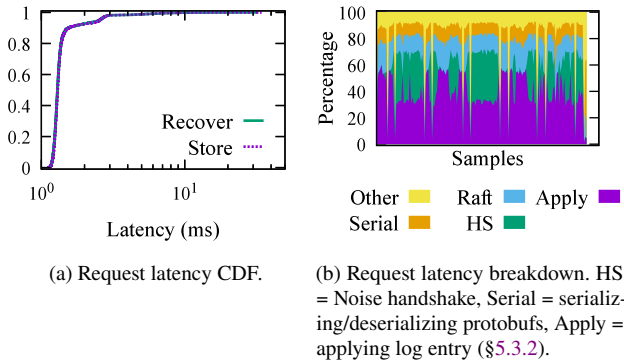 1
0.8
0.6
0.4
0.2
0
10^0
10^1
Recover
Store
Latency (ms)
(a) Request latency CDF.
100
80
60
40
20
0
Percentage
Samples
Other Raft Apply
Serial HS
(b) Request latency breakdown. HS
= Noise handshake, Serial = serializ-
ing/deserializing protobufs, Apply =
applying log entry (§5.3.2).